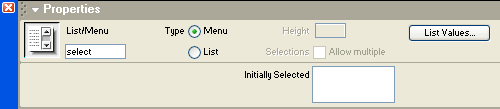 Properties
List/Menu Type Menu Height List Values...
select List Selections Allow multiple
Initially Selected